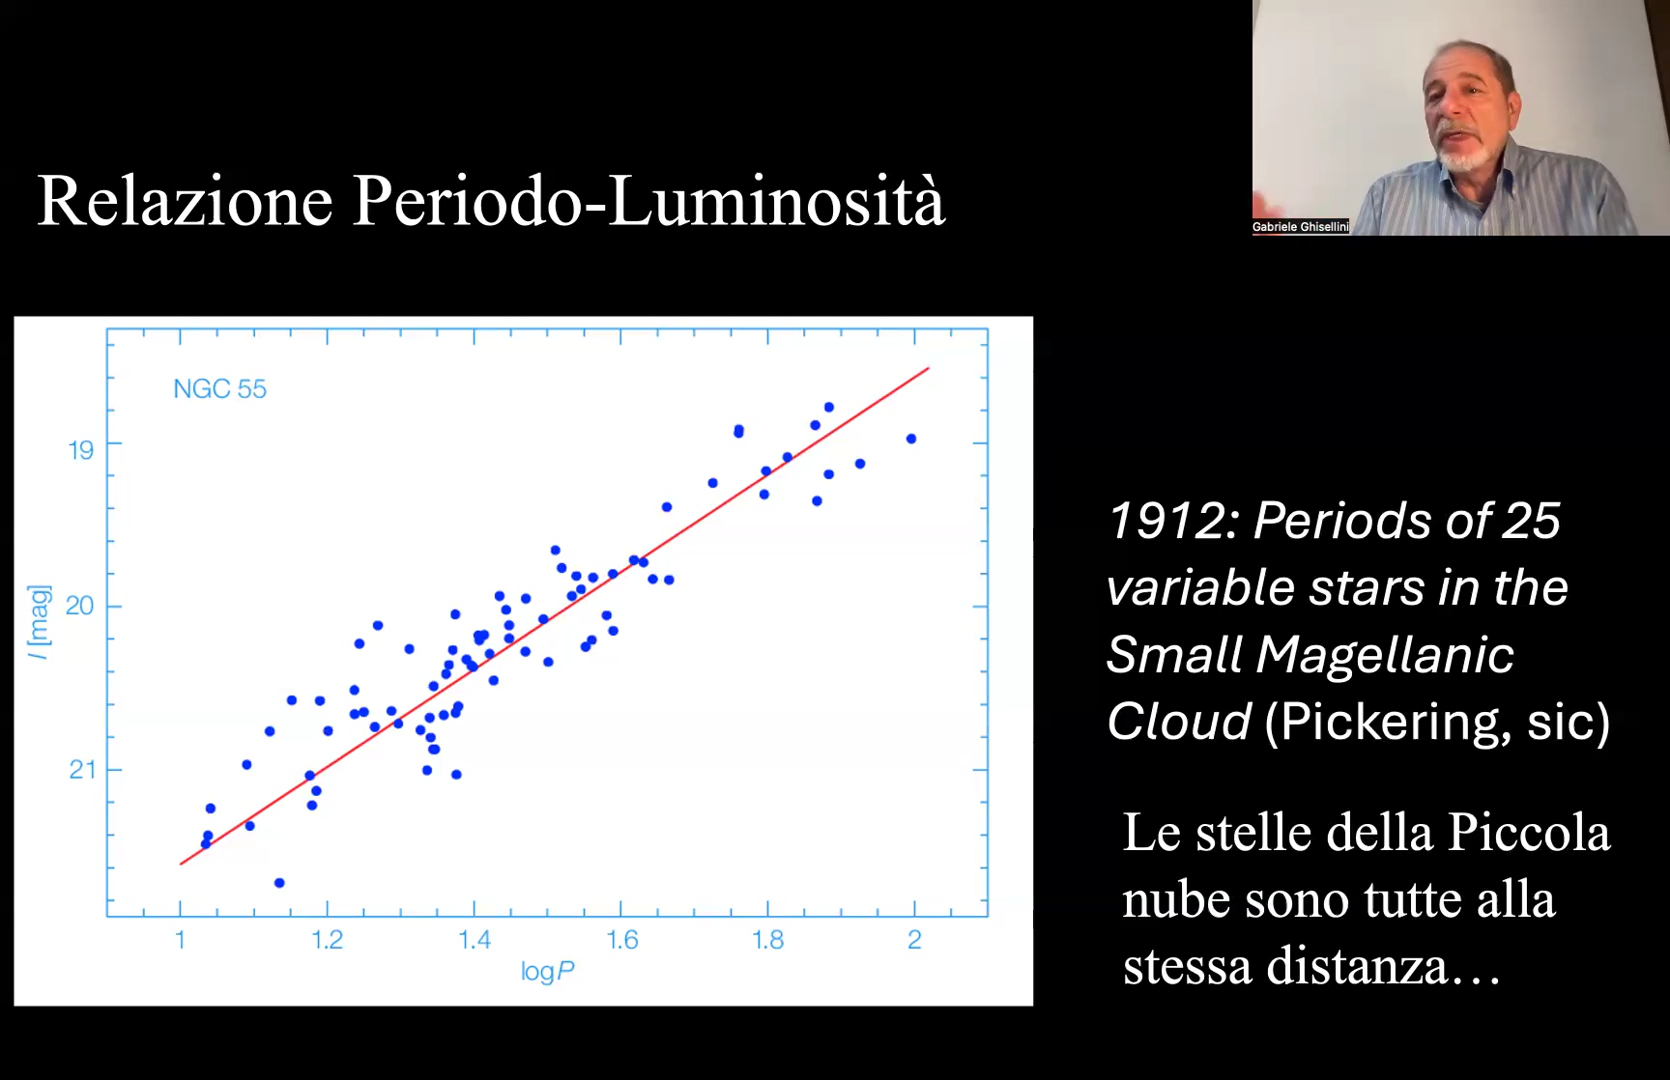 Gabriele Ghisellini
Relazione Periodo-Luminosità
NGC 55
19
20
21
I [mag]
1
1.2
1.4
1.6
1.8
2
logP
1912: Periods of 25
variable stars in the
Small Magellanic
Cloud (Pickering, sic)
Le stelle della Piccola
nube sono tutte alla
stessa distanza…